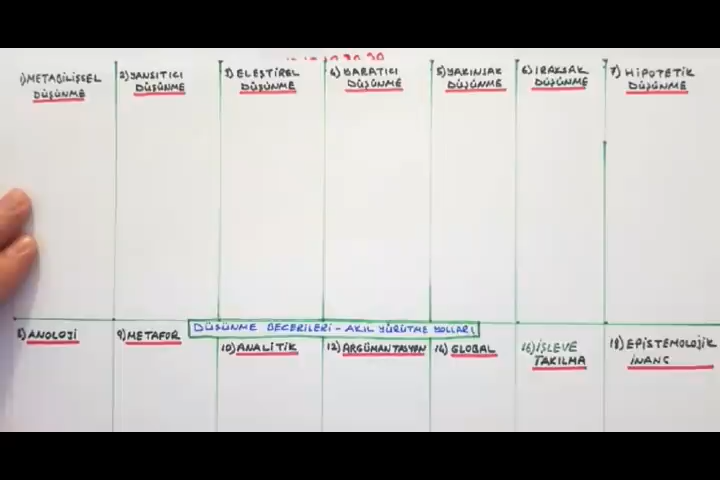 1) METABİLİŞSEL
DÜŞÜNME
2) YANSITICI
DÜŞÜNME
3) ELEŞTİREL
DÜŞÜNME
4) YARATICI
DÜŞÜNME
5) YAKINSAK
DÜŞÜNME
6) IRAKSAK
DÜŞÜNME
7) HİPOTETİK
DÜŞÜNME
DÜŞÜNME BECERİLERİ - AKIL YÜRÜTME YOLLARI
8) ANOLOJİ
9) METAFOR
10) ANALİTİK
12) ARGÜMANTASYON
14) GLOBAL
16) İŞLEVE
TAKILMA
18) EPİSTEMOLOJİK
İNANÇ